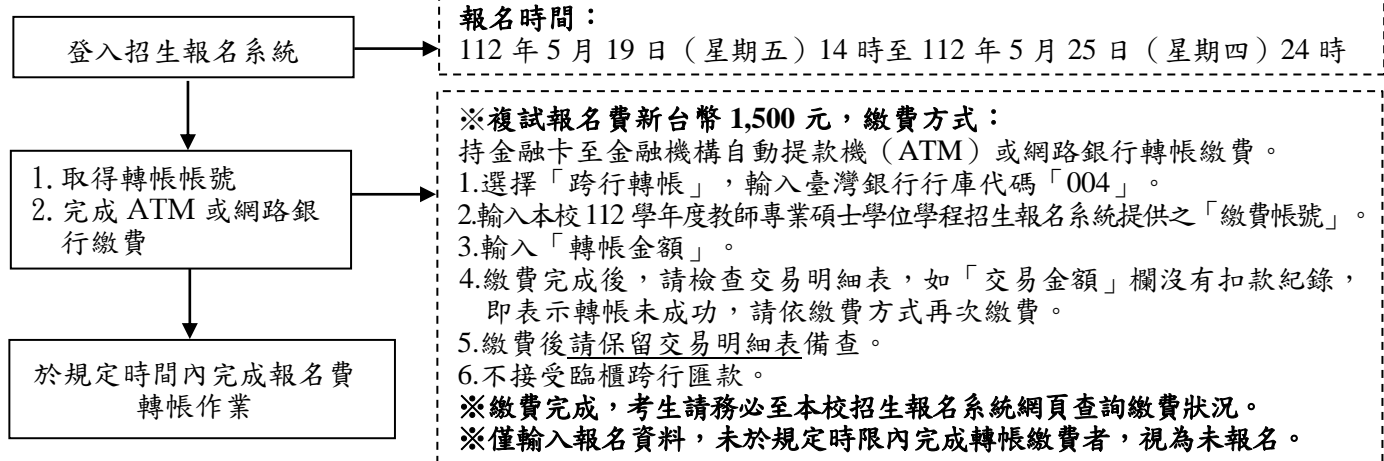 登入招生報名系統
報名時間：
112 年 5 月 19 日（星期五）14 時至 112 年 5 月 25 日（星期四）24 時
1. 取得轉帳帳號
2. 完成 ATM 或網路銀
行繳費
※複試報名費新台幣 1,500 元，繳費方式：
持金融卡至金融機構自動提款機（ATM）或網路銀行轉帳繳費。
1.選擇「跨行轉帳」，輸入臺灣銀行行庫代碼「004」。
2.輸入本校 112 學年度教師專業碩士學位學程招生報名系統提供之「繳費帳號」。
3.輸入「轉帳金額」。
4.繳費完成後，請檢查交易明細表，如「交易金額」欄沒有扣款紀錄，
即表示轉帳未成功，請依繳費方式再次繳費。
5.繳費後請保留交易明細表備查。
6.不接受臨櫃跨行匯款。
※繳費完成，考生請務必至本校招生報名系統網頁查詢繳費狀況。
※僅輸入報名資料，未於規定時限內完成轉帳繳費者，視為未報名。
於規定時間內完成報名費
轉帳作業